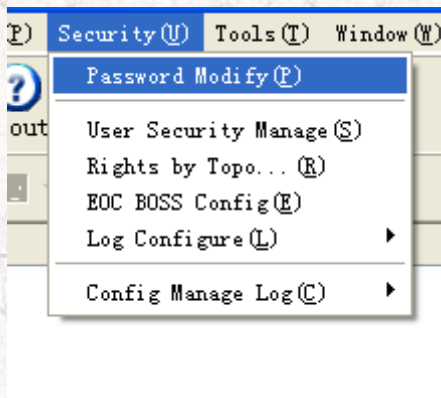 (P) Security(U) Tools(T) Window(W)
out
Password Modify(P)
User Security Manage(S)
Rights by Topo...(R)
EOC BOSS Config(E)
Log Configure(L)
Config Manage Log(C)